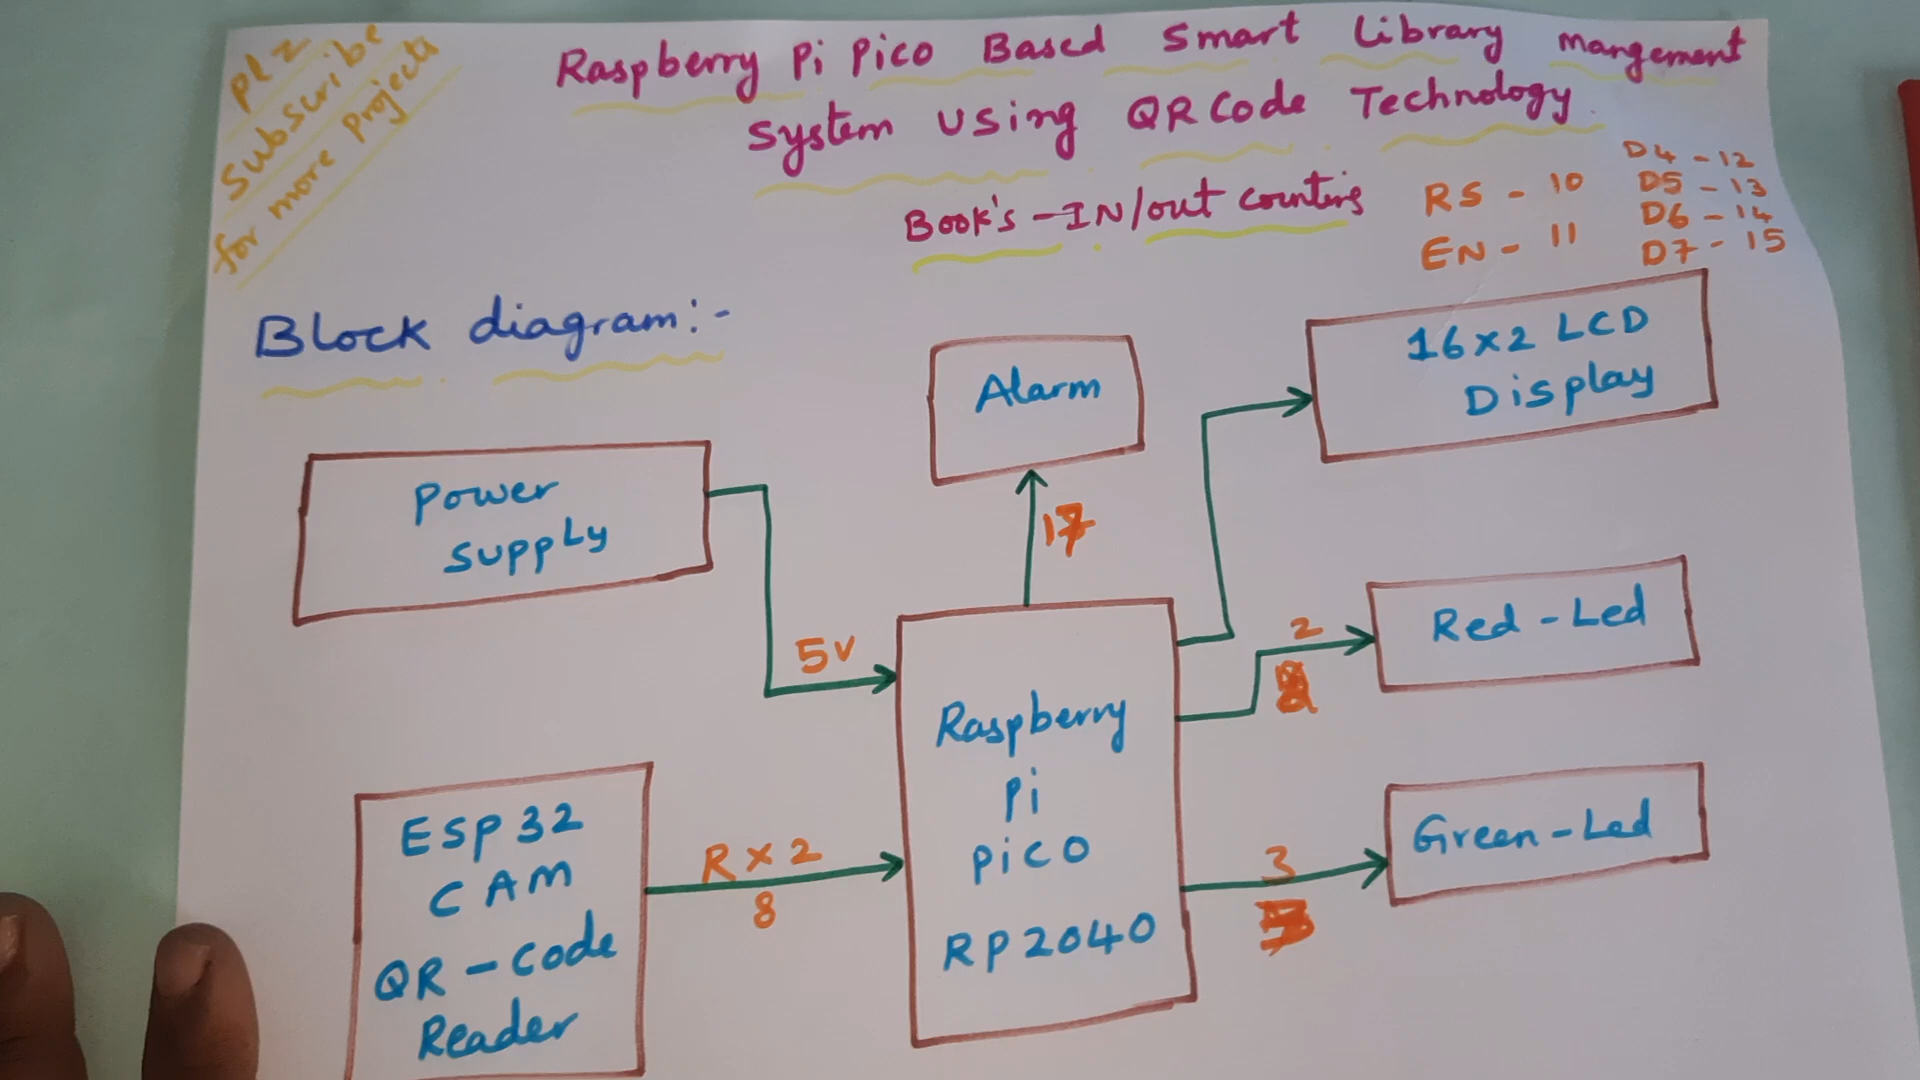 Plz
Subscribe
for more projects
Raspberry Pi Pico Based Smart Library mangement
System Using QR Code Technology.
Book's -IN/out counting
RS - 10
EN - 11
D4 - 12
D5 - 13
D6 - 14
D7 - 15
Block diagram:-
Alarm
17
16x2 LCD
Display
Power
Supply
5V
2
Red - Led
Raspberry
Pi
PiCO
RP2040
ESP32
CAM
QR - Code
Reader
RX2
8
3
Green - Led